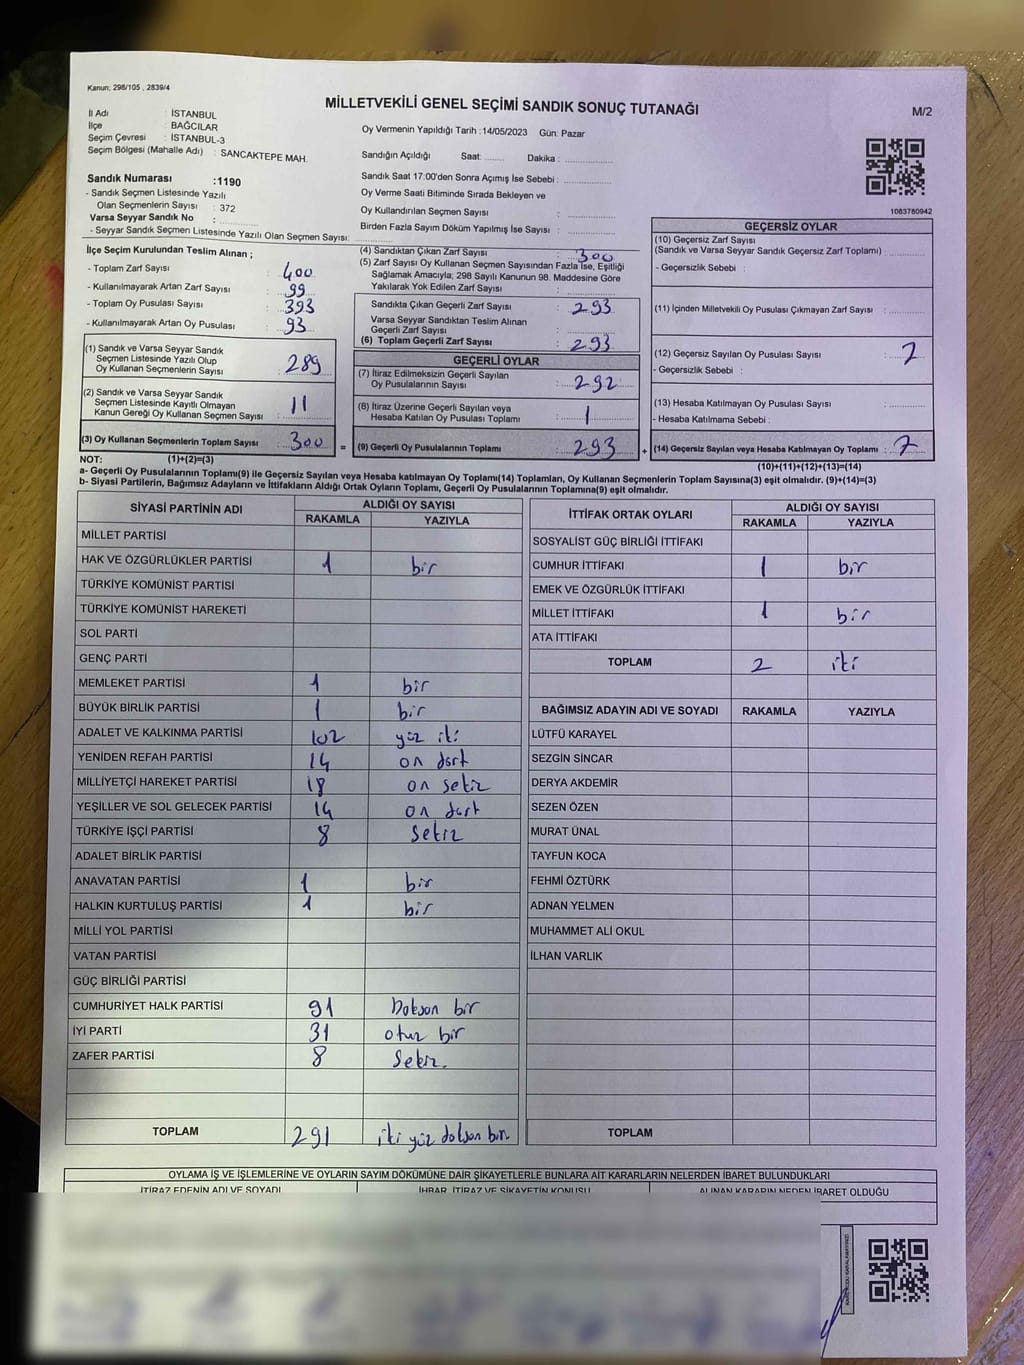 Kanun; 298/105 , 2839/4
MİLLETVEKİLİ GENEL SEÇİMİ SANDIK SONUÇ TUTANAĞI
M/2
İl Adı : İSTANBUL
İlçe : BAĞCILAR
Seçim Çevresi : İSTANBUL-3
Seçim Bölgesi (Mahalle Adı) : SANCAKTEPE MAH.
Oy Vermenin Yapıldığı Tarih : 14/05/2023 Gün: Pazar
Sandığın Açıldığı Saat: ........ Dakika : ........
Sandık Numarası : 1190
- Sandık Seçmen Listesinde Yazılı
Olan Seçmenlerin Sayısı : 372
Varsa Seyyar Sandık No :
- Seyyar Sandık Seçmen Listesinde Yazılı Olan Seçmen Sayısı:
Sandık Saat 17:00'den Sonra Açımış İse Sebebi :
Oy Verme Saati Bitiminde Sırada Bekleyen ve
Oy Kullandırılan Seçmen Sayısı :
Birden Fazla Sayım Döküm Yapılmış İse Sayısı :
1083780942
İlçe Seçim Kurulundan Teslim Alınan ;
- Toplam Zarf Sayısı : 400
- Kullanılmayarak Artan Zarf Sayısı : 99
- Toplam Oy Pusulası Sayısı : 393
- Kullanılmayarak Artan Oy Pusulası : 93
(1) Sandık ve Varsa Seyyar Sandık
Seçmen Listesinde Yazılı Olup
Oy Kullanan Seçmenlerin Sayısı : 289
(2) Sandık ve Varsa Seyyar Sandık
Seçmen Listesinde Kayıtlı Olmayan
Kanun Gereği Oy Kullanan Seçmen Sayısı : 11
(3) Oy Kullanan Seçmenlerin Toplam Sayısı : 300 =
(4) Sandıktan Çıkan Zarf Sayısı : 300
(5) Zarf Sayısı Oy Kullanan Seçmen Sayısından Fazla İse, Eşitliği
Sağlamak Amacıyla; 298 Sayılı Kanunun 98. Maddesine Göre
Yakılarak Yok Edilen Zarf Sayısı :
Sandıkta Çıkan Geçerli Zarf Sayısı : 293
Varsa Seyyar Sandıktan Teslim Alınan
Geçerli Zarf Sayısı :
(6) Toplam Geçerli Zarf Sayısı : 293
GEÇERLİ OYLAR
(7) İtiraz Edilmeksizin Geçerli Sayılan
Oy Pusulalarının Sayısı : 292
(8) İtiraz Üzerine Geçerli Sayılan veya
Hesaba Katılan Oy Pusulası Toplamı : 1
(9) Geçerli Oy Pusulalarının Toplamı : 293 +
GEÇERSİZ OYLAR
(10) Geçersiz Zarf Sayısı
(Sandık ve Varsa Seyyar Sandık Geçersiz Zarf Toplamı) :
- Geçersizlik Sebebi :
(11) İçinden Milletvekili Oy Pusulası Çıkmayan Zarf Sayısı :
(12) Geçersiz Sayılan Oy Pusulası Sayısı : 7
- Geçersizlik Sebebi :
(13) Hesaba Katılmayan Oy Pusulası Sayısı :
- Hesaba Katılmama Sebebi :
(14) Geçersiz Sayılan veya Hesaba Katılmayan Oy Toplamı : 7
NOT: (1)+(2)=(3)
(10)+(11)+(12)+(13)=(14)
a- Geçerli Oy Pusulalarının Toplamı(9) ile Geçersiz Sayılan veya Hesaba katılmayan Oy Toplamı(14) Toplamları, Oy Kullanan Seçmenlerin Toplam Sayısına(3) eşit olmalıdır. (9)+(14)=(3)
b- Siyasi Partilerin, Bağımsız Adayların ve İttifakların Aldığı Ortak Oyların Toplamı, Geçerli Oy Pusulalarının Toplamına(9) eşit olmalıdır.
SİYASİ PARTİNİN ADI ALDIĞI OY SAYISI
RAKAMLA YAZIYLA
MİLLET PARTİSİ
HAK VE ÖZGÜRLÜKLER PARTİSİ 1 bir
TÜRKİYE KOMÜNİST PARTİSİ
TÜRKİYE KOMÜNİST HAREKETİ
SOL PARTİ
GENÇ PARTİ
MEMLEKET PARTİSİ 1 bir
BÜYÜK BİRLİK PARTİSİ 1 bir
ADALET VE KALKINMA PARTİSİ 102 yüz iki
YENİDEN REFAH PARTİSİ 14 on dört
MİLLİYETÇİ HAREKET PARTİSİ 18 on sekiz
YEŞİLLER VE SOL GELECEK PARTİSİ 14 on dört
TÜRKİYE İŞÇİ PARTİSİ 8 sekiz
ADALET BİRLİK PARTİSİ
ANAVATAN PARTİSİ 1 bir
HALKIN KURTULUŞ PARTİSİ 1 bir
MİLLİ YOL PARTİSİ
VATAN PARTİSİ
GÜÇ BİRLİĞİ PARTİSİ
CUMHURİYET HALK PARTİSİ 91 Doksan bir
İYİ PARTİ 31 otuz bir
ZAFER PARTİSİ 8 Sekiz.
TOPLAM 291 iki yüz doksan bir
İTTİFAK ORTAK OYLARI ALDIĞI OY SAYISI
RAKAMLA YAZIYLA
SOSYALİST GÜÇ BİRLİĞİ İTTİFAKI
CUMHUR İTTİFAKI 1 bir
EMEK VE ÖZGÜRLÜK İTTİFAKI
MİLLET İTTİFAKI 1 bir
ATA İTTİFAKI
TOPLAM 2 iki
BAĞIMSIZ ADAYIN ADI VE SOYADI RAKAMLA YAZIYLA
LÜTFÜ KARAYEL
SEZGİN SİNCAR
DERYA AKDEMİR
SEZEN ÖZEN
MURAT ÜNAL
TAYFUN KOCA
FEHMİ ÖZTÜRK
ADNAN YELMEN
MUHAMMET ALİ OKUL
İLHAN VARLIK
TOPLAM
OYLAMA İŞ VE İŞLEMLERİNE VE OYLARIN SAYIM DÖKÜMÜNE DAİR ŞİKAYETLERLE BUNLARA AİT KARARLARIN NELERDEN İBARET BULUNDUKLARI
İTİRAZ EDENİN ADI VE SOYADI İHBAR, İTİRAZ VE ŞİKAYETİN KONUSU ALINAN KARARIN NEDEN İBARET OLDUĞU